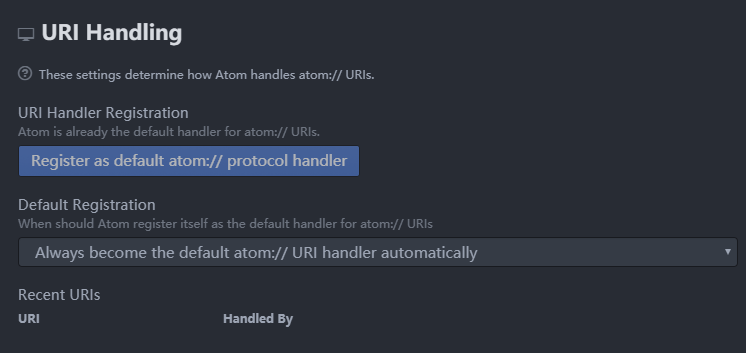 URI Handling
These settings determine how Atom handles atom:// URIs.
URI Handler Registration
Atom is already the default handler for atom:// URIs.
Register as default atom:// protocol handler
Default Registration
When should Atom register itself as the default handler for atom:// URIs
Always become the default atom:// URI handler automatically
Recent URIs
URI Handled By